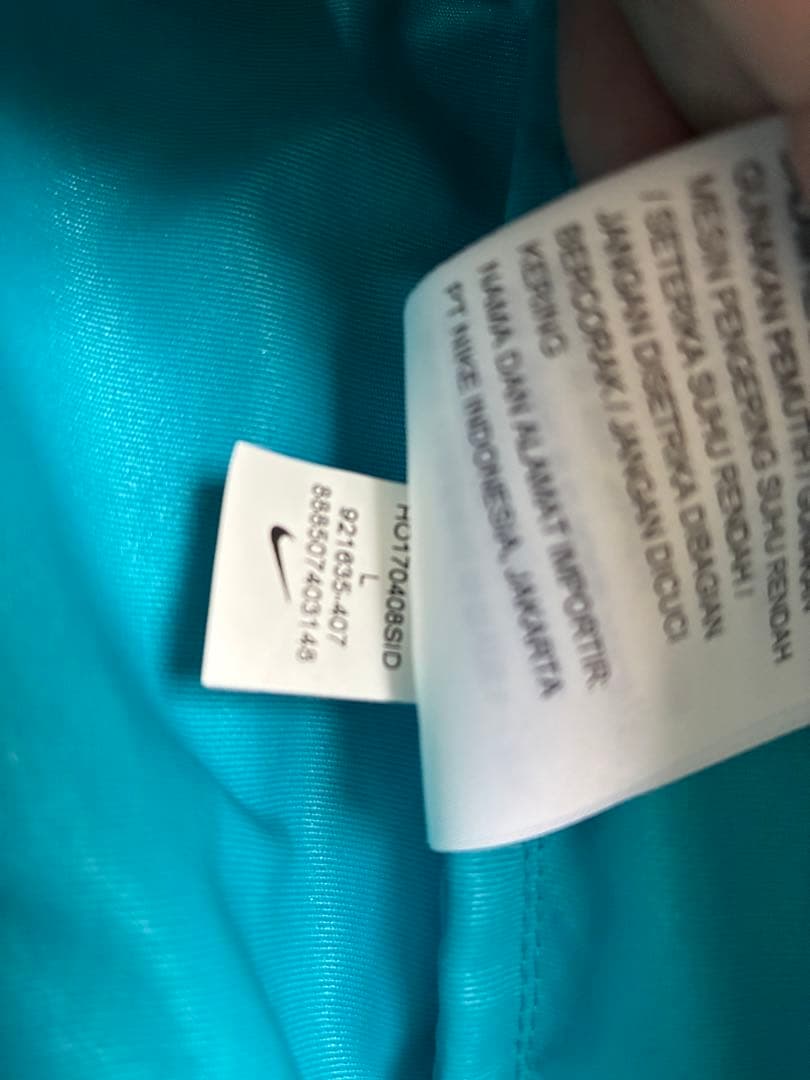 GUNAKAN PEMUTIH
MESIN PENGERING SUHU RENDAH
/ SETERIKA SUHU RENDAH /
JANGAN DISETRIKA DIBAGIAN
BERCORAK / JANGAN DICUCI
KERING
NAMA DAN ALAMAT IMPORTIR:
PT NIKE INDONESIA, JAKARTA
HO170408SID
L
921635-407
888507403148